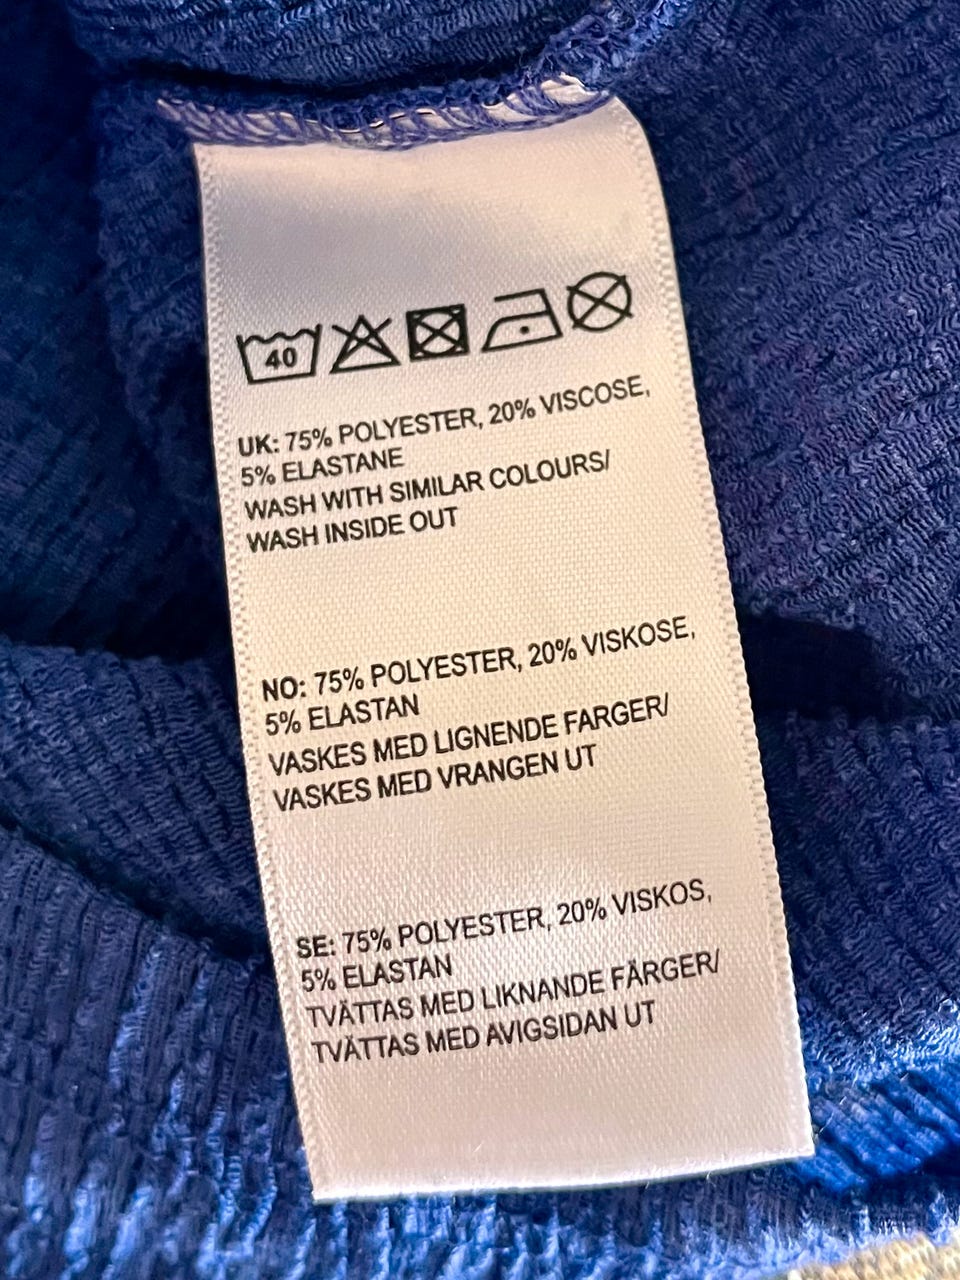 40
UK: 75% POLYESTER, 20% VISCOSE,
5% ELASTANE
WASH WITH SIMILAR COLOURS/
WASH INSIDE OUT
NO: 75% POLYESTER, 20% VISKOSE,
5% ELASTAN
VASKES MED LIGNENDE FARGER/
VASKES MED VRANGEN UT
SE: 75% POLYESTER, 20% VISKOS,
5% ELASTAN
TVÄTTAS MED LIKNANDE FÄRGER/
TVÄTTAS MED AVIGSIDAN UT